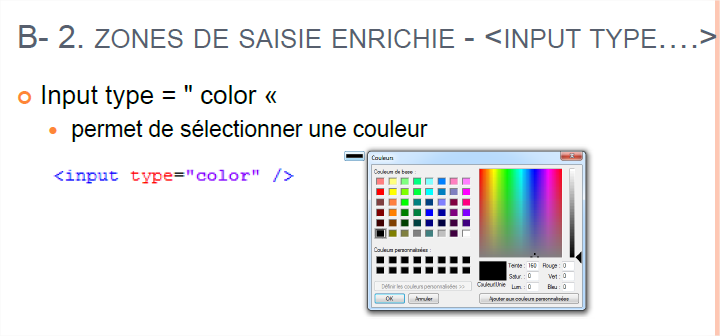 B- 2. ZONES DE SAISIE ENRICHIE - <INPUT TYPE….>
Input type = " color «
permet de sélectionner une couleur
<input type="color" />
Couleurs
Couleurs de base :
Couleurs personnalisées :
Définir les couleurs personnalisées >>
OK Annuler
CouleurUnie
Teinte : 160 Rouge : 0
Satur. : 0 Vert : 0
Lum. : 0 Bleu : 0
Ajouter aux couleurs personnalisées